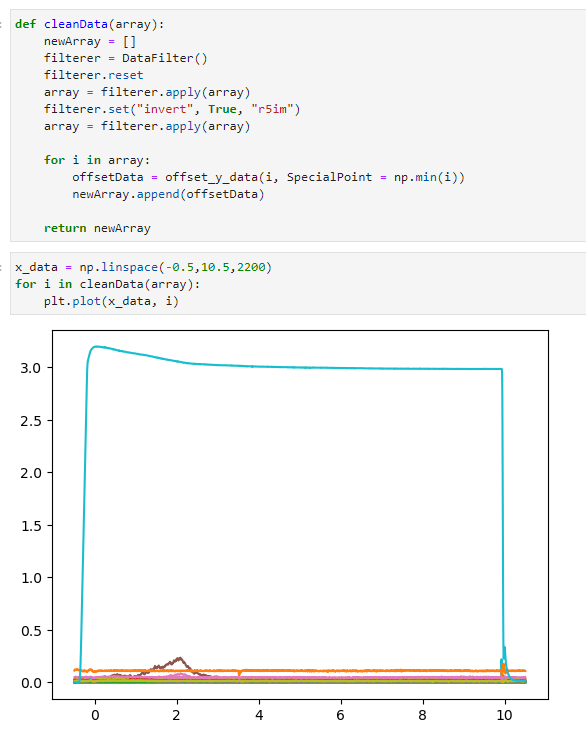 def cleanData(array):
    newArray = []
    filterer = DataFilter()
    filterer.reset
    array = filterer.apply(array)
    filterer.set("invert", True, "r5im")
    array = filterer.apply(array)
    for i in array:
        offsetData = offset_y_data(i, SpecialPoint = np.min(i))
        newArray.append(offsetData)
    return newArray
x_data = np.linspace(-0.5,10.5,2200)
for i in cleanData(array):
    plt.plot(x_data, i)
3.0
2.5
2.0
1.5
1.0
0.5
0.0
0 2 4 6 8 10